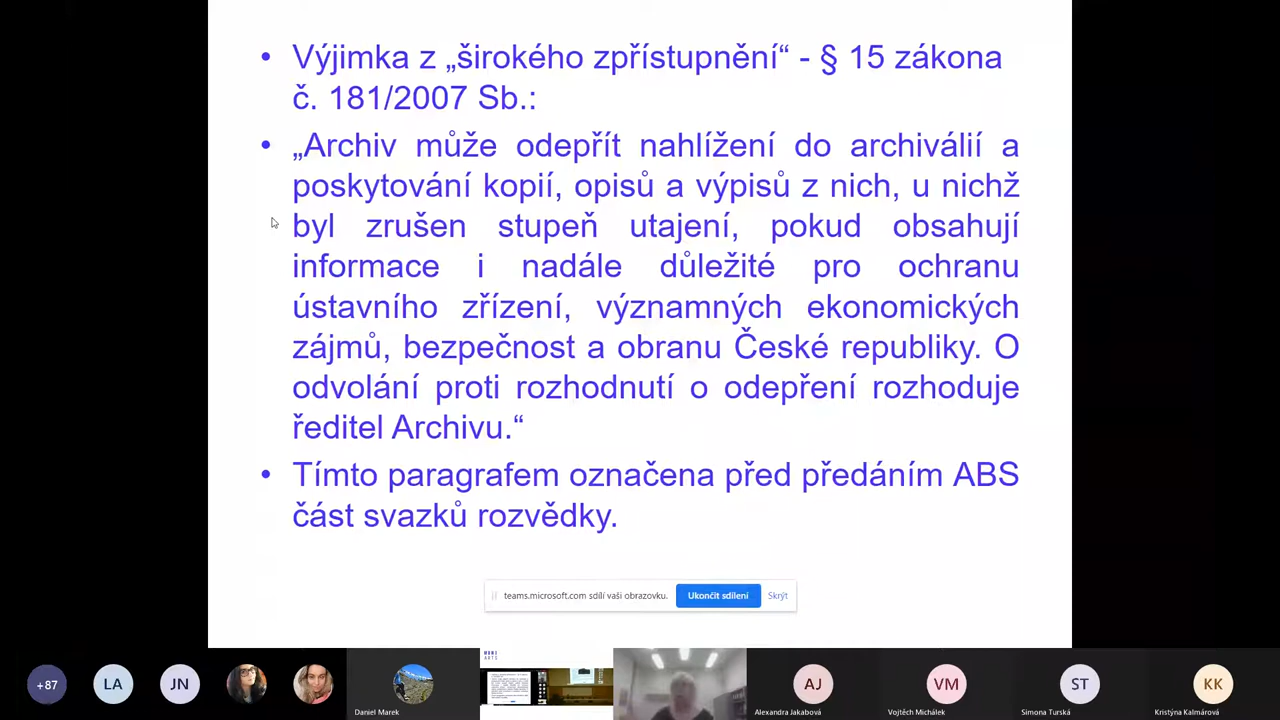 • Výjimka z „širokého zpřístupnění“ - § 15 zákona
č. 181/2007 Sb.:
• „Archiv může odepřít nahlížení do archiválií a
poskytování kopií, opisů a výpisů z nich, u nichž
byl zrušen stupeň utajení, pokud obsahují
informace i nadále důležité pro ochranu
ústavního zřízení, významných ekonomických
zájmů, bezpečnost a obranu České republiky. O
odvolání proti rozhodnutí o odepření rozhoduje
ředitel Archivu.“
• Tímto paragrafem označena před předáním ABS
část svazků rozvědky.
teams.microsoft.com sdílí vaši obrazovku. Ukončit sdílení Skrýt
MUNI
ARTS
+87 LA JN AJ VM ST KK
Daniel Marek Alexandra Jakabová Vojtěch Michálek Simona Turská Kristýna Kalmárová